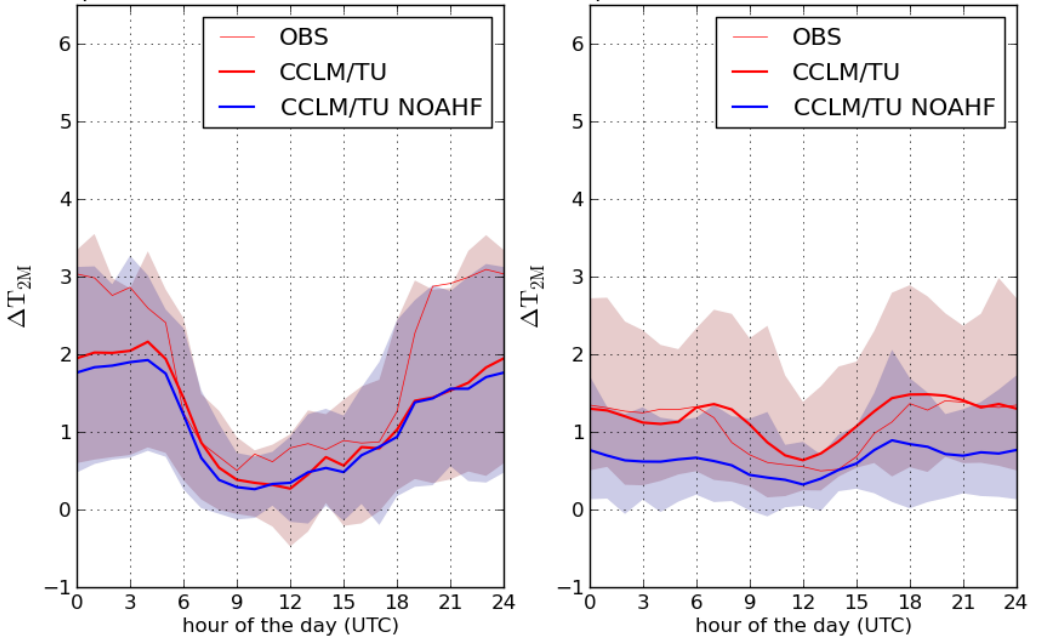 OBS
CCLM/TU
CCLM/TU NOAHF
6
5
4
3
2
1
0
−1
ΔT2M
0 3 6 9 12 15 18 21 24
hour of the day (UTC)
OBS
CCLM/TU
CCLM/TU NOAHF
6
5
4
3
2
1
0
−1
ΔT2M
0 3 6 9 12 15 18 21 24
hour of the day (UTC)